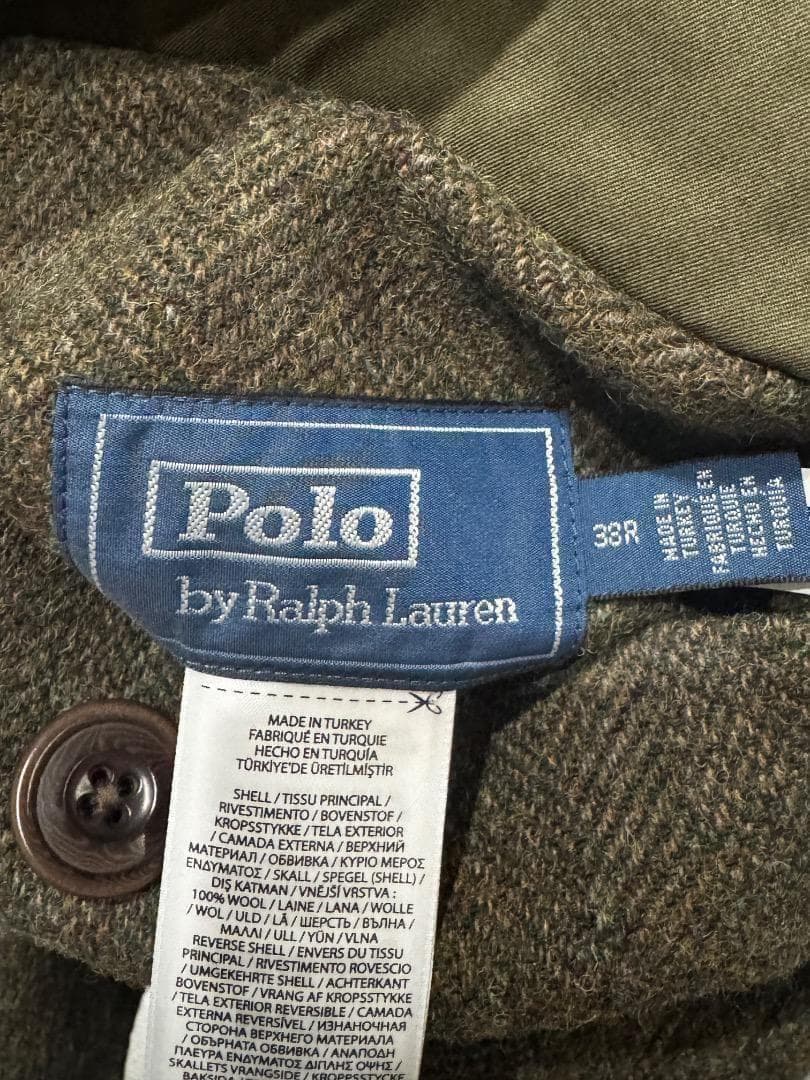 Polo
by Ralph Lauren
38R
MADE IN
TURKEY
FABRIQUÉ EN
TURQUIE
HECHO EN
TURQUÍA
MADE IN TURKEY
FABRIQUÉ EN TURQUIE
HECHO EN TURQUÍA
TÜRKİYE'DE ÜRETİLMİŞTİR
SHELL / TISSU PRINCIPAL /
RIVESTIMENTO / BOVENSTOF /
KROPSSTYKKE / TELA EXTERIOR
/ CAMADA EXTERNA / ВЕРХНИЙ
МАТЕРИАЛ / ОБВИВКА / ΚΥΡΙΟ ΜΕΡΟΣ
ΕΝΔΥΜΑΤΟΣ / SKALL / SPEGEL (SHELL) /
DIŞ KATMAN / VNĚJŠÍ VRSTVA :
100% WOOL / LAINE / LANA / WOLLE
/ WOL / ULD / LÃ / ШЕРСТЬ / ВЪЛНА /
ΜΑΛΛΙ / ULL / YÜN / VLNA
REVERSE SHELL / ENVERS DU TISSU
PRINCIPAL / RIVESTIMENTO ROVESCIO
/ UMGEKEHRTE SHELL / ACHTERKANT
BOVENSTOF / VRANG AF KROPSSTYKKE
/ TELA EXTERIOR REVERSIBLE / CAMADA
EXTERNA REVERSÍVEL / ИЗНАНОЧНАЯ
СТОРОНА ВЕРХНЕГО МАТЕРИАЛА
/ ОБЪРНАТА ОБВИВКА / ΑΝΑΠΟΔΗ
ΠΛΕΥΡΑ ΕΝΔΥΜΑΤΟΣ ΔΙΠΛΗΣ ΟΨΗΣ /
SKALLETS VRANGSIDE / KROPPSSTYCKE
BAKSIDA